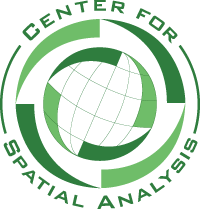 CENTER FOR
SPATIAL ANALYSIS